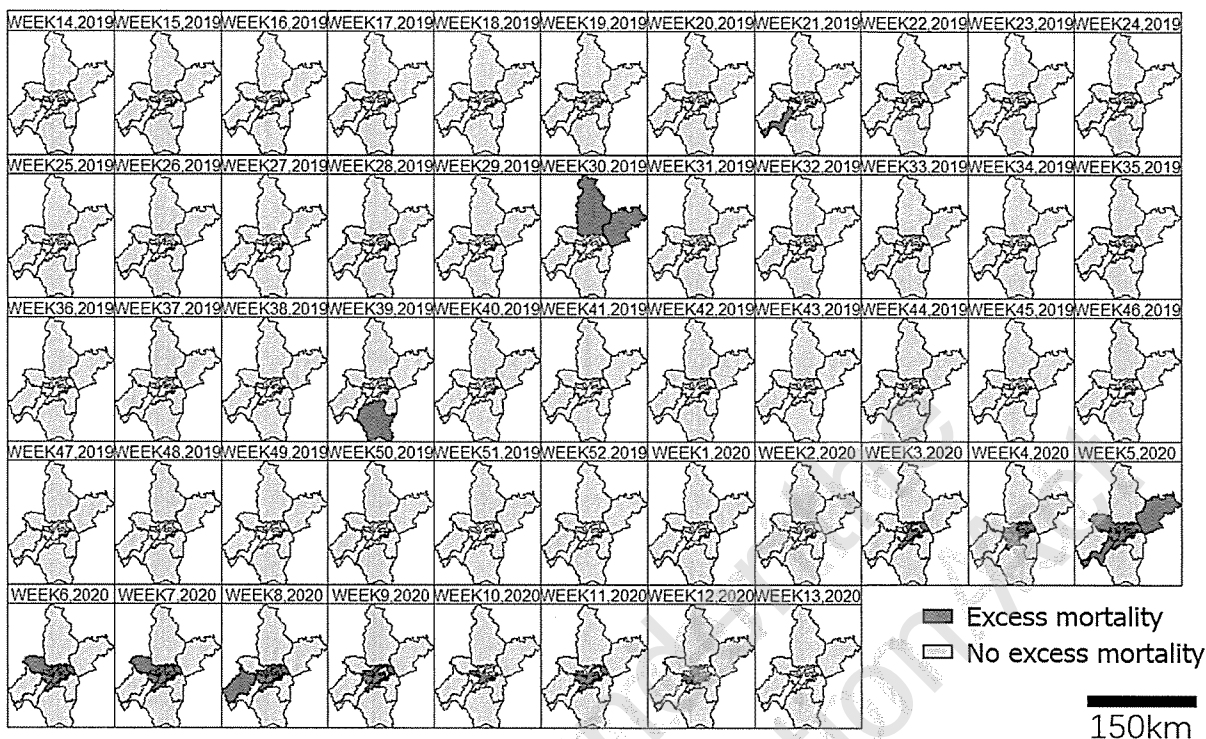 WEEK14,2019 WEEK15,2019 WEEK16,2019 WEEK17,2019 WEEK18,2019 WEEK19,2019 WEEK20,2019 WEEK21,2019 WEEK22,2019 WEEK23,2019 WEEK24,2019
WEEK25,2019 WEEK26,2019 WEEK27,2019 WEEK28,2019 WEEK29,2019 WEEK30,2019 WEEK31,2019 WEEK32,2019 WEEK33,2019 WEEK34,2019 WEEK35,2019
WEEK36,2019 WEEK37,2019 WEEK38,2019 WEEK39,2019 WEEK40,2019 WEEK41,2019 WEEK42,2019 WEEK43,2019 WEEK44,2019 WEEK45,2019 WEEK46,2019
WEEK47,2019 WEEK48,2019 WEEK49,2019 WEEK50,2019 WEEK51,2019 WEEK52,2019 WEEK1,2020 WEEK2,2020 WEEK3,2020 WEEK4,2020 WEEK5,2020
WEEK6,2020 WEEK7,2020 WEEK8,2020 WEEK9,2020 WEEK10,2020 WEEK11,2020 WEEK12,2020 WEEK13,2020
Excess mortality
No excess mortality
150km